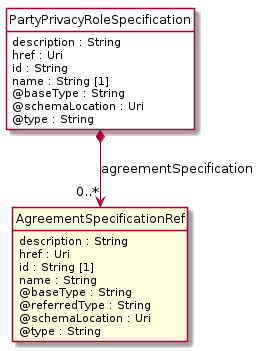 PartyPrivacyRoleSpecification
description : String
href : Uri
id : String
name : String [1]
@baseType : String
@schemaLocation : Uri
@type : String
agreementSpecification
0..*
AgreementSpecificationRef
description : String
href : Uri
id : String [1]
name : String
@baseType : String
@referredType : String
@schemaLocation : Uri
@type : String